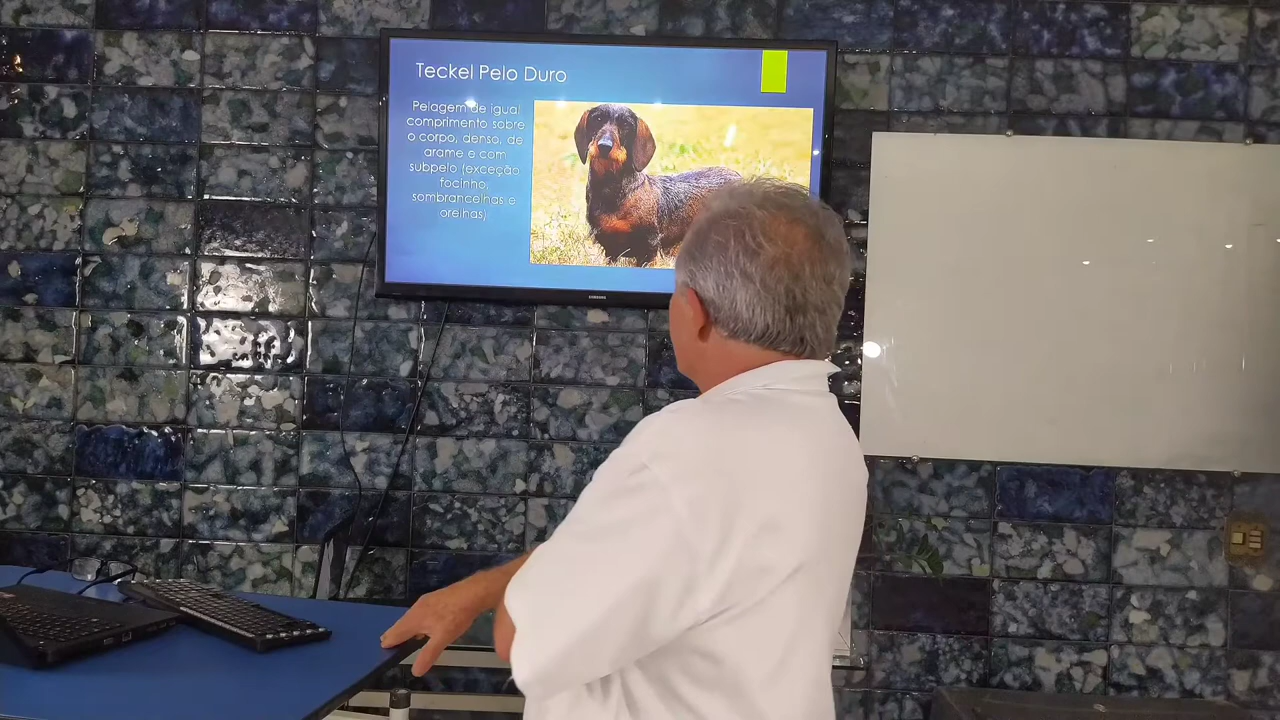 Teckel Pelo Duro
Pelagem de igual
comprimento sobre
o corpo, denso, de
arame e com
subpelo (exceção
focinho,
sombrancelhas e
orelhas)
SAMSUNG